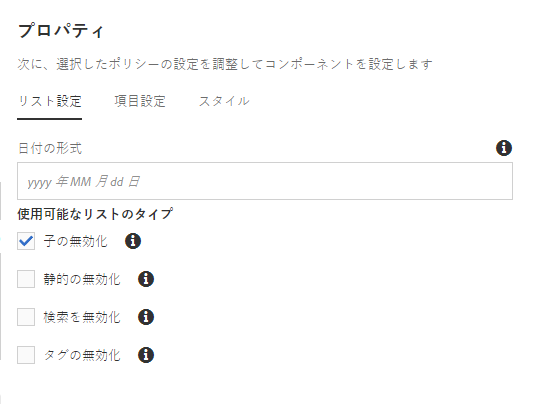 プロパティ
次に、選択したポリシーの設定を調整してコンポーネントを設定します
リスト設定 項目設定 スタイル
日付の形式
yyyy 年 MM 月 dd 日
使用可能なリストのタイプ
子の無効化
静的の無効化
検索を無効化
タグの無効化